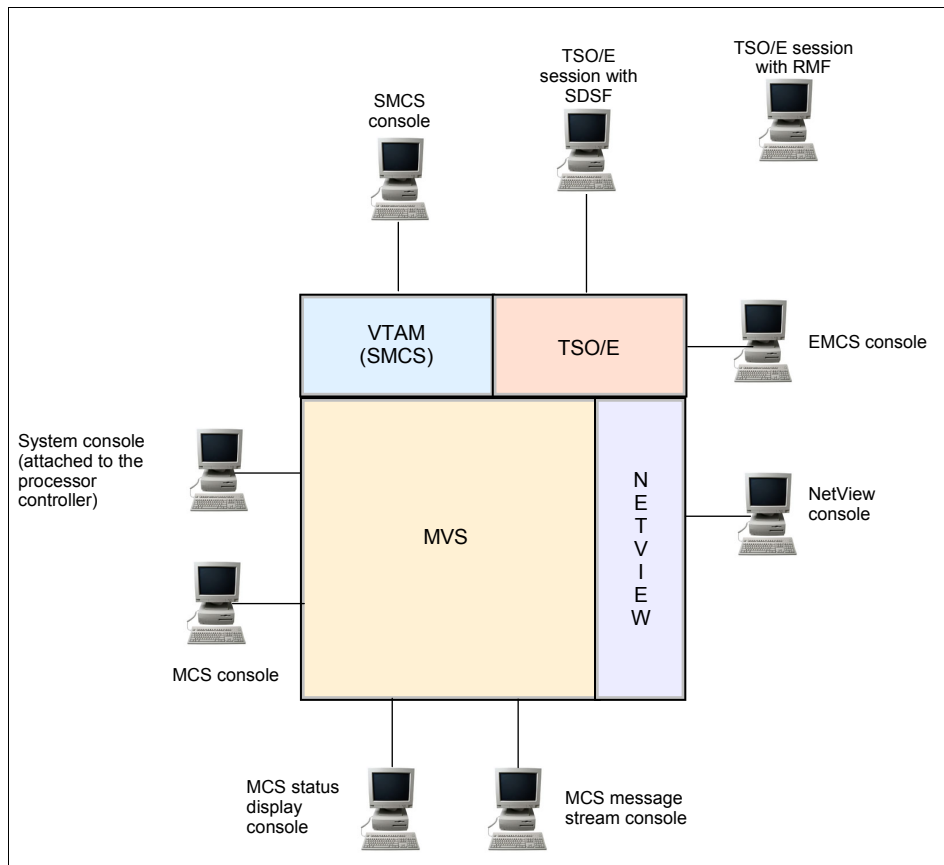 TSO/E session
with RMF
TSO/E
session with
SDSF
SMCS
console
VTAM
(SMCS)
TSO/E
EMCS console
System console
(attached to the
processor
controller)
MVS
N
E
T
V
I
E
W
NetView
console
MCS console
MCS status
display
console
MCS message
stream console